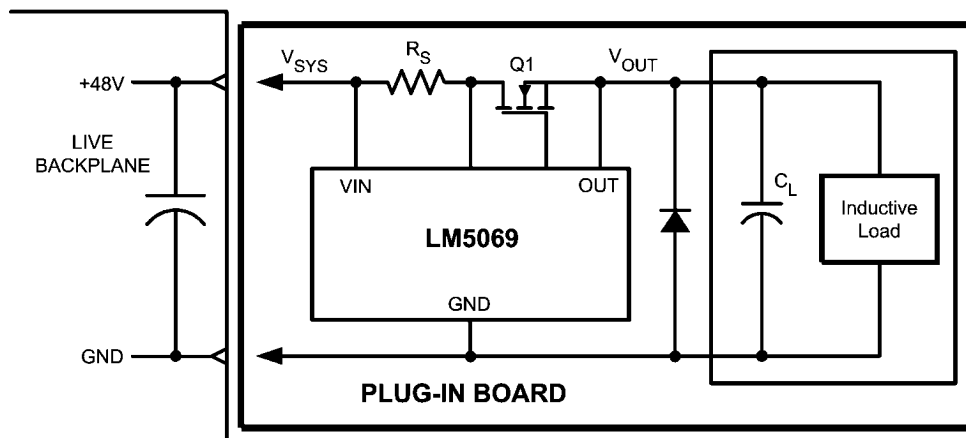 +48V
LIVE
BACKPLANE
GND
V_SYS
R_S
Q1
V_OUT
VIN
OUT
LM5069
GND
C_L
Inductive
Load
PLUG-IN BOARD